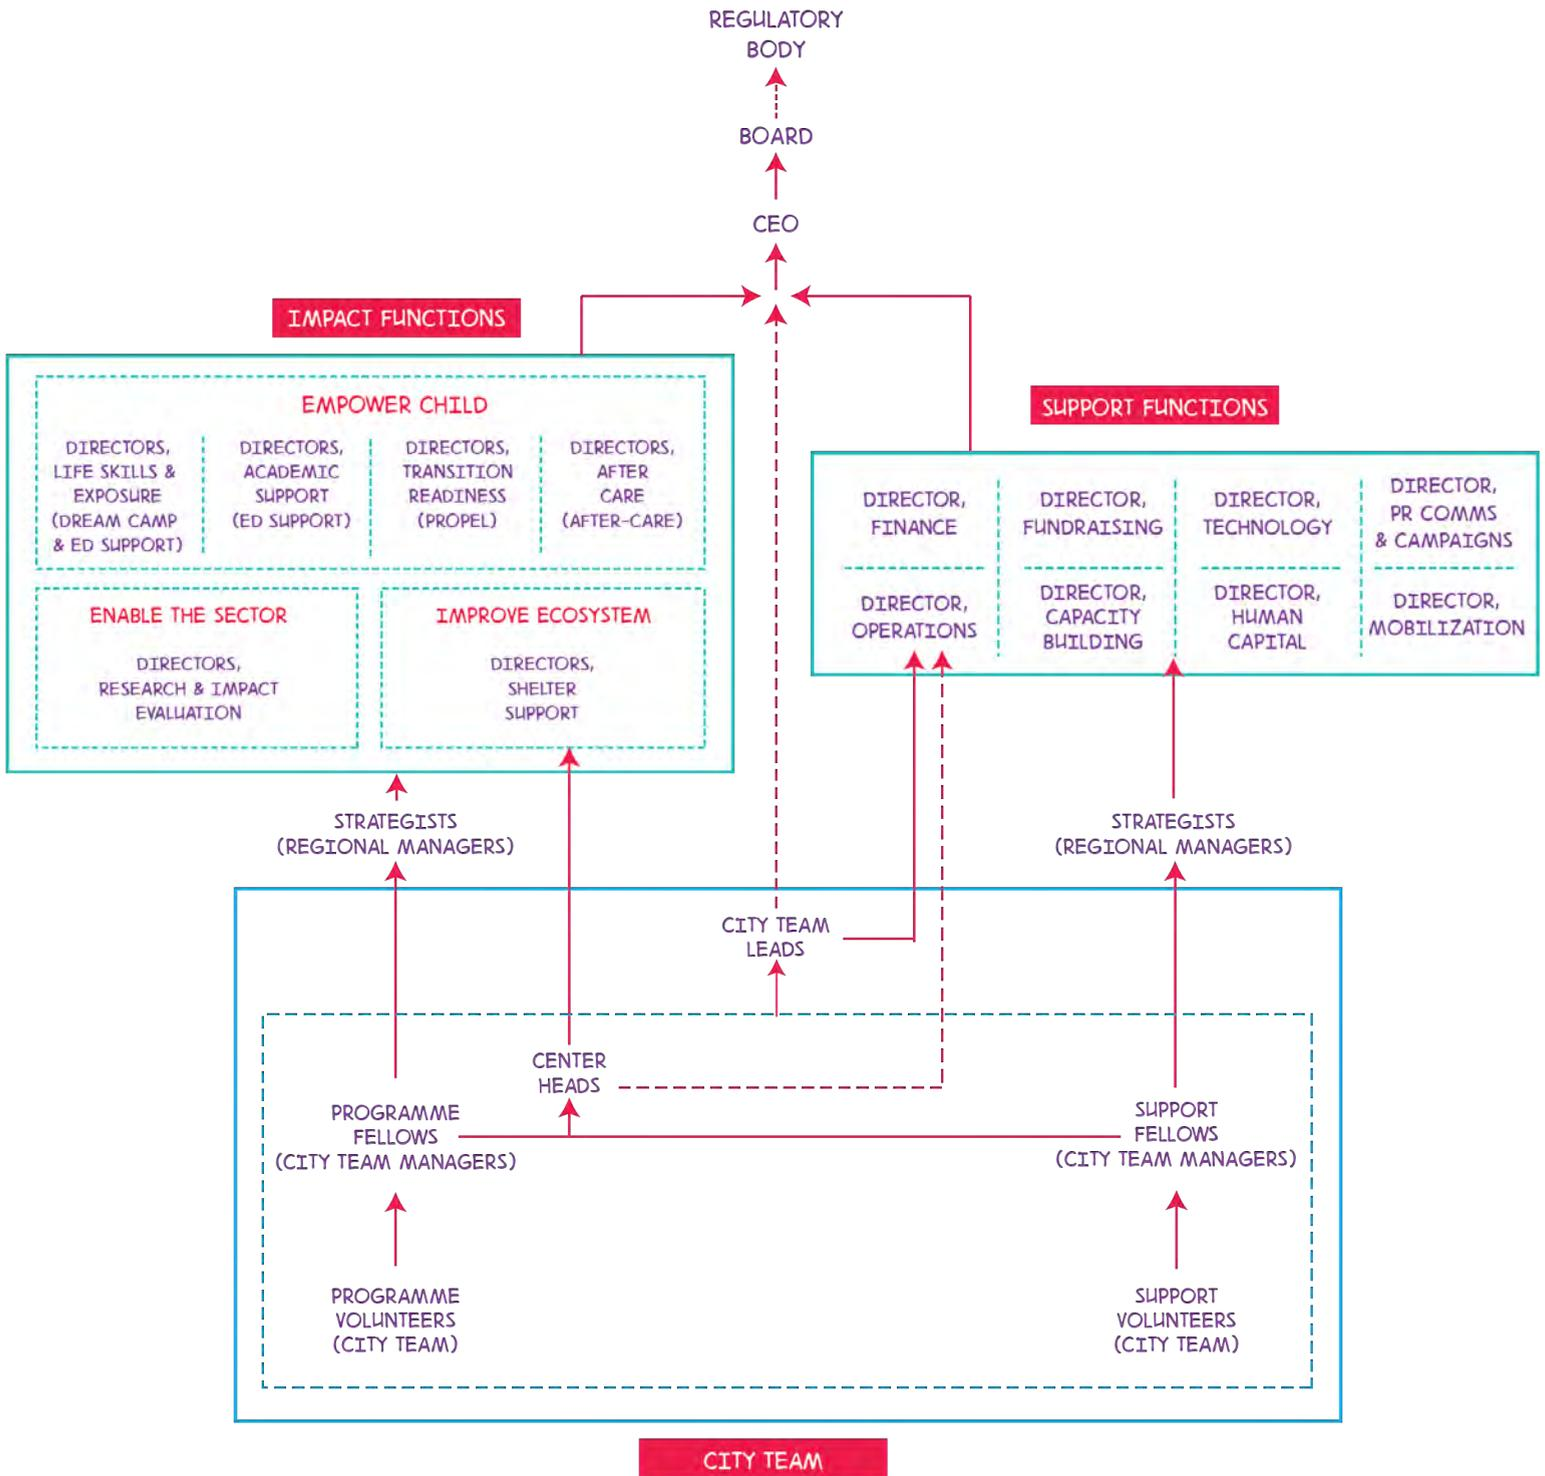 REGULATORY
BODY
BOARD
CEO
IMPACT FUNCTIONS
EMPOWER CHILD
DIRECTORS,
LIFE SKILLS &
EXPOSURE
(DREAM CAMP
& ED SUPPORT)
DIRECTORS,
ACADEMIC
SUPPORT
(ED SUPPORT)
DIRECTORS,
TRANSITION
READINESS
(PROPEL)
DIRECTORS,
AFTER
CARE
(AFTER-CARE)
ENABLE THE SECTOR
DIRECTORS,
RESEARCH & IMPACT
EVALUATION
IMPROVE ECOSYSTEM
DIRECTORS,
SHELTER
SUPPORT
SUPPORT FUNCTIONS
DIRECTOR,
FINANCE
DIRECTOR,
FUNDRAISING
DIRECTOR,
TECHNOLOGY
DIRECTOR,
PR COMMS
& CAMPAIGNS
DIRECTOR,
OPERATIONS
DIRECTOR,
CAPACITY
BUILDING
DIRECTOR,
HUMAN
CAPITAL
DIRECTOR,
MOBILIZATION
STRATEGISTS
(REGIONAL MANAGERS)
STRATEGISTS
(REGIONAL MANAGERS)
CITY TEAM
LEADS
CENTER
HEADS
PROGRAMME
FELLOWS
(CITY TEAM MANAGERS)
SUPPORT
FELLOWS
(CITY TEAM MANAGERS)
PROGRAMME
VOLUNTEERS
(CITY TEAM)
SUPPORT
VOLUNTEERS
(CITY TEAM)
CITY TEAM